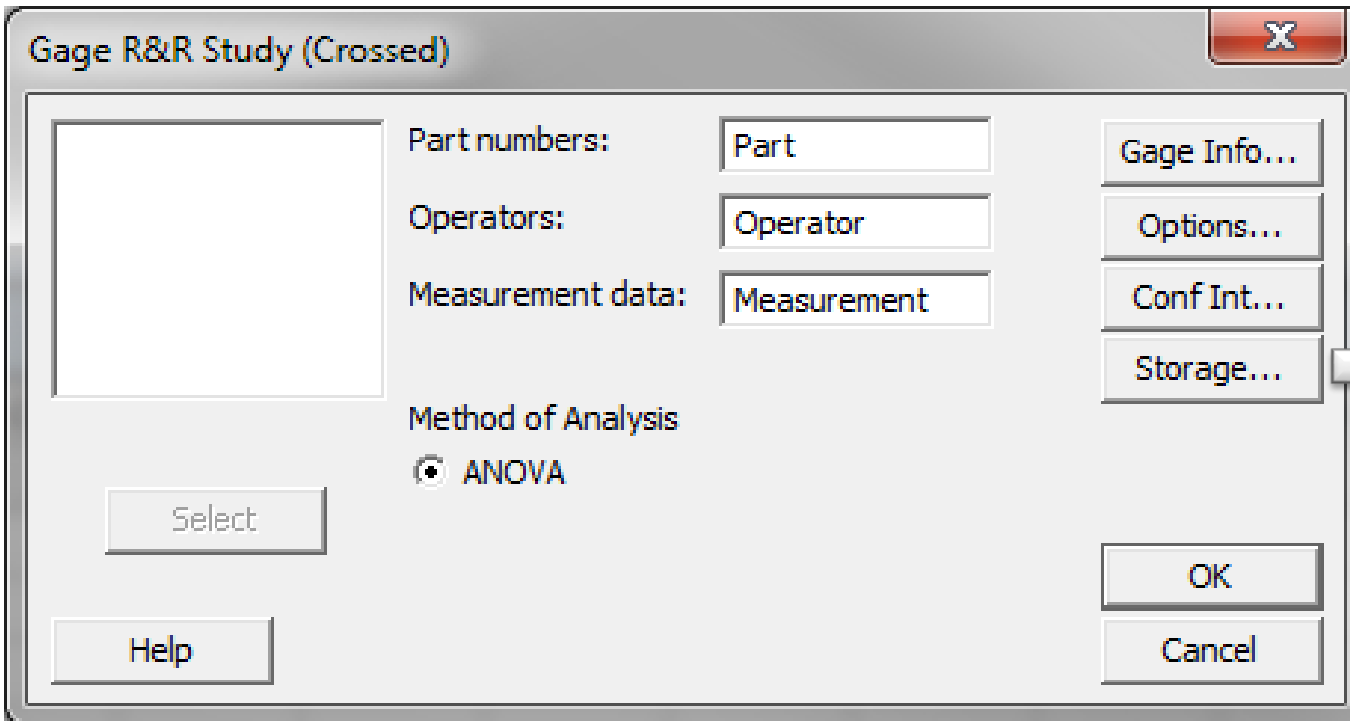 Gage R&R Study (Crossed)
Part numbers:
Part
Operators:
Operator
Measurement data:
Measurement
Method of Analysis
ANOVA
Select
Help
Gage Info...
Options...
Conf Int...
Storage...
OK
Cancel